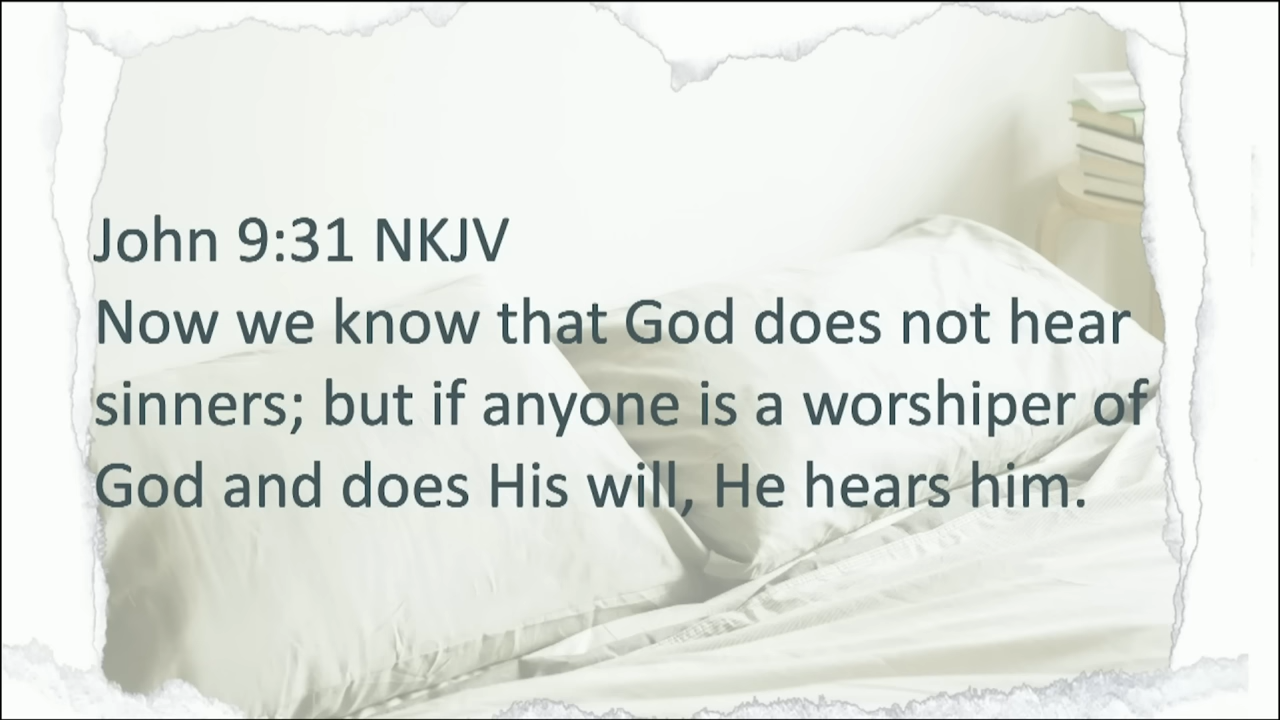 John 9:31 NKJV
Now we know that God does not hear
sinners; but if anyone is a worshiper of
God and does His will, He hears him.